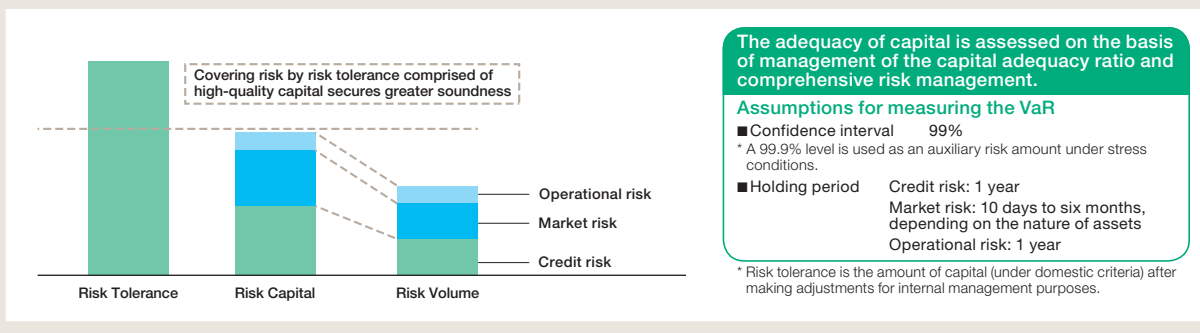 Covering risk by risk tolerance comprised of
high-quality capital secures greater soundness
Operational risk
Market risk
Credit risk
Risk Tolerance
Risk Capital
Risk Volume
The adequacy of capital is assessed on the basis
of management of the capital adequacy ratio and
comprehensive risk management.
Assumptions for measuring the VaR
■Confidence interval 99%
* A 99.9% level is used as an auxiliary risk amount under stress
conditions.
■Holding period Credit risk: 1 year
Market risk: 10 days to six months,
depending on the nature of assets
Operational risk: 1 year
* Risk tolerance is the amount of capital (under domestic criteria) after
making adjustments for internal management purposes.